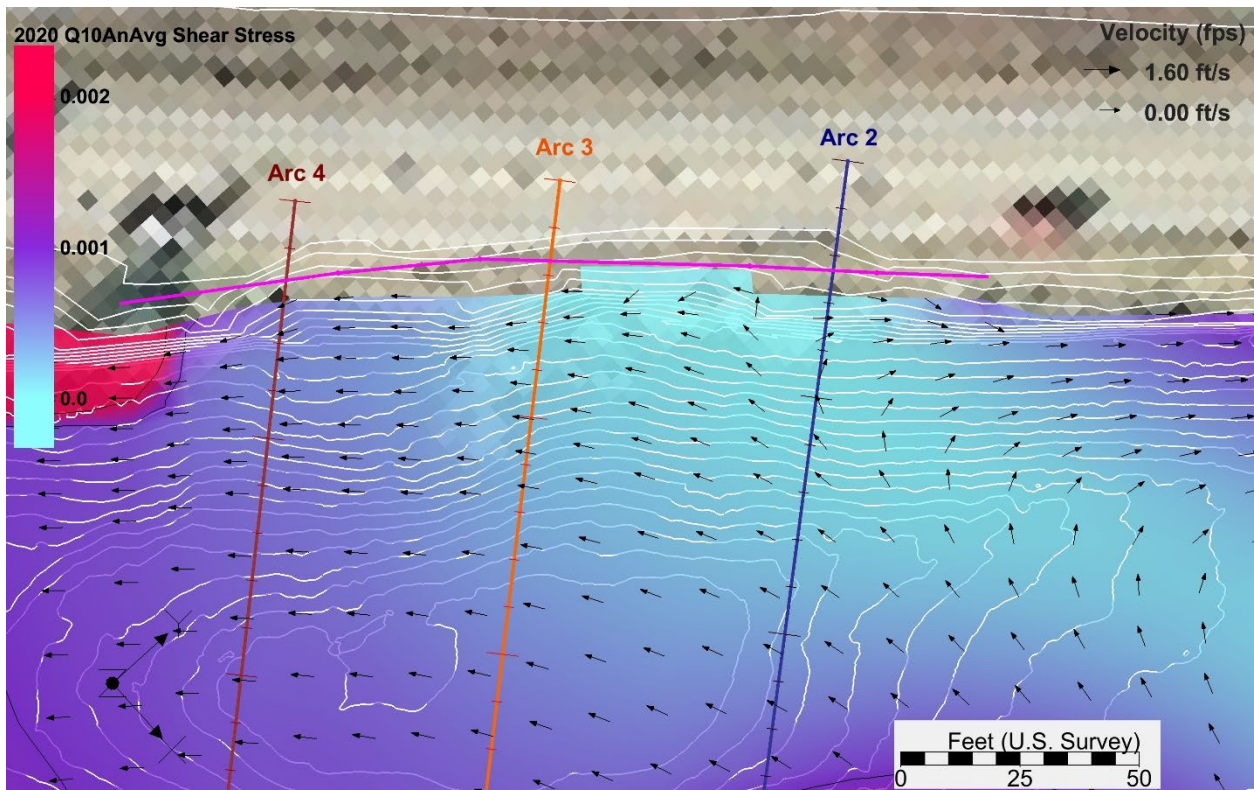 2020 Q10AnAvg Shear Stress
0.002
0.001
0.0
Velocity (fps)
1.60 ft/s
0.00 ft/s
Arc 4
Arc 3
Arc 2
Y
X
Feet (U.S. Survey)
0 25 50